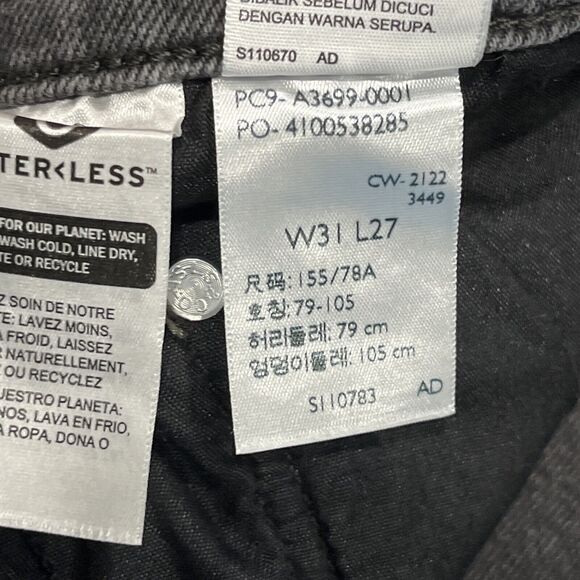 DIBALIK SEBELUM DICUCI
DENGAN WARNA SERUPA.
S110670 AD
PC9- A3699-0001
PO- 4100538285
CW- 2122
3449
W31 L27
尺码: 155/78A
호칭: 79-105
허리둘레: 79 cm
엉덩이둘레: 105 cm
S110783 AD
TER<LESS™
FOR OUR PLANET: WASH
WASH COLD, LINE DRY,
TE OR RECYCLE
Z SOIN DE NOTRE
TE: LAVEZ MOINS,
A FROID, LAISSEZ
R NATURELLEMENT,
Z OU RECYCLEZ
UESTRO PLANETA:
NOS, LAVA EN FRIO,
A ROPA, DONA O